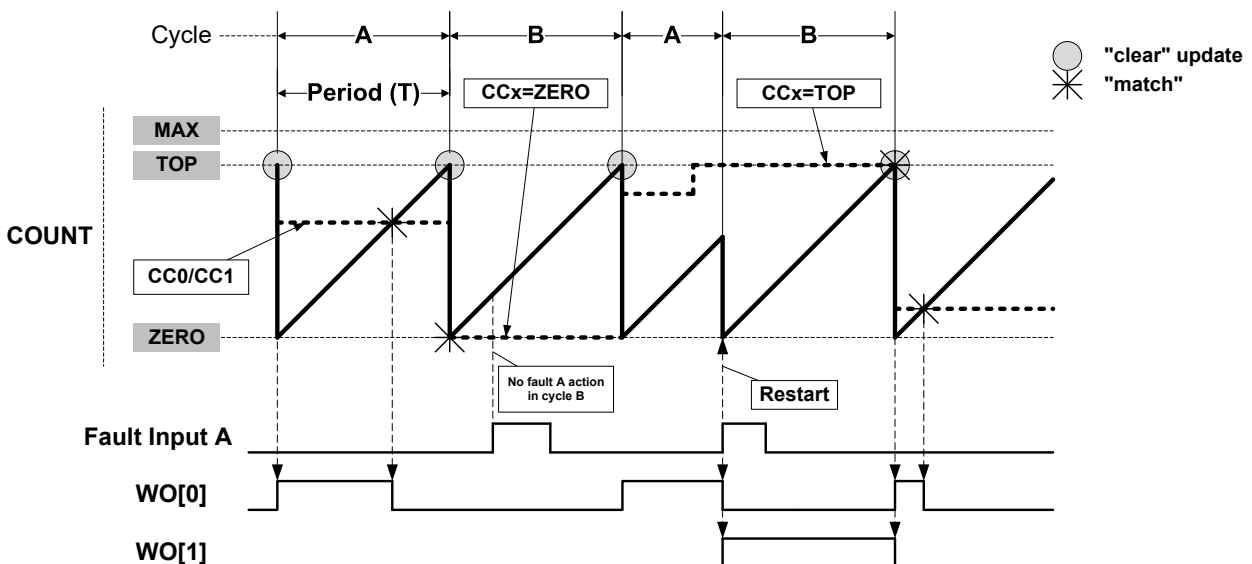 Cycle A B A B
"clear" update
"match"
Period (T)
CCx=ZERO
CCx=TOP
MAX
TOP
COUNT
CC0/CC1
ZERO
No fault A action
in cycle B
Restart
Fault Input A
WO[0]
WO[1]